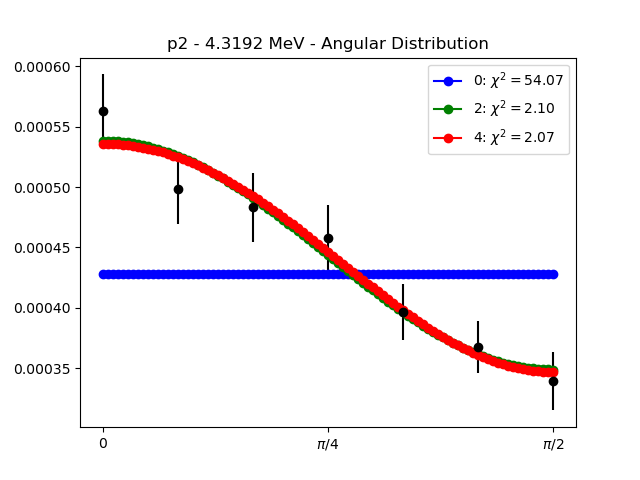 p2 - 4.3192 MeV - Angular Distribution
0.00060
0.00055
0.00050
0.00045
0.00040
0.00035
0: χ² = 54.07
2: χ² = 2.10
4: χ² = 2.07
0 π/4 π/2